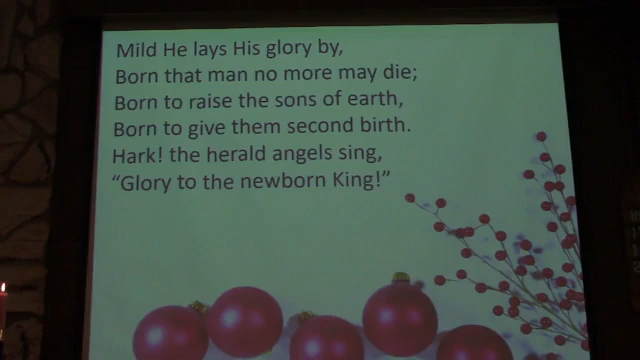 Mild He lays His glory by,
Born that man no more may die;
Born to raise the sons of earth,
Born to give them second birth.
Hark! the herald angels sing,
“Glory to the newborn King!”